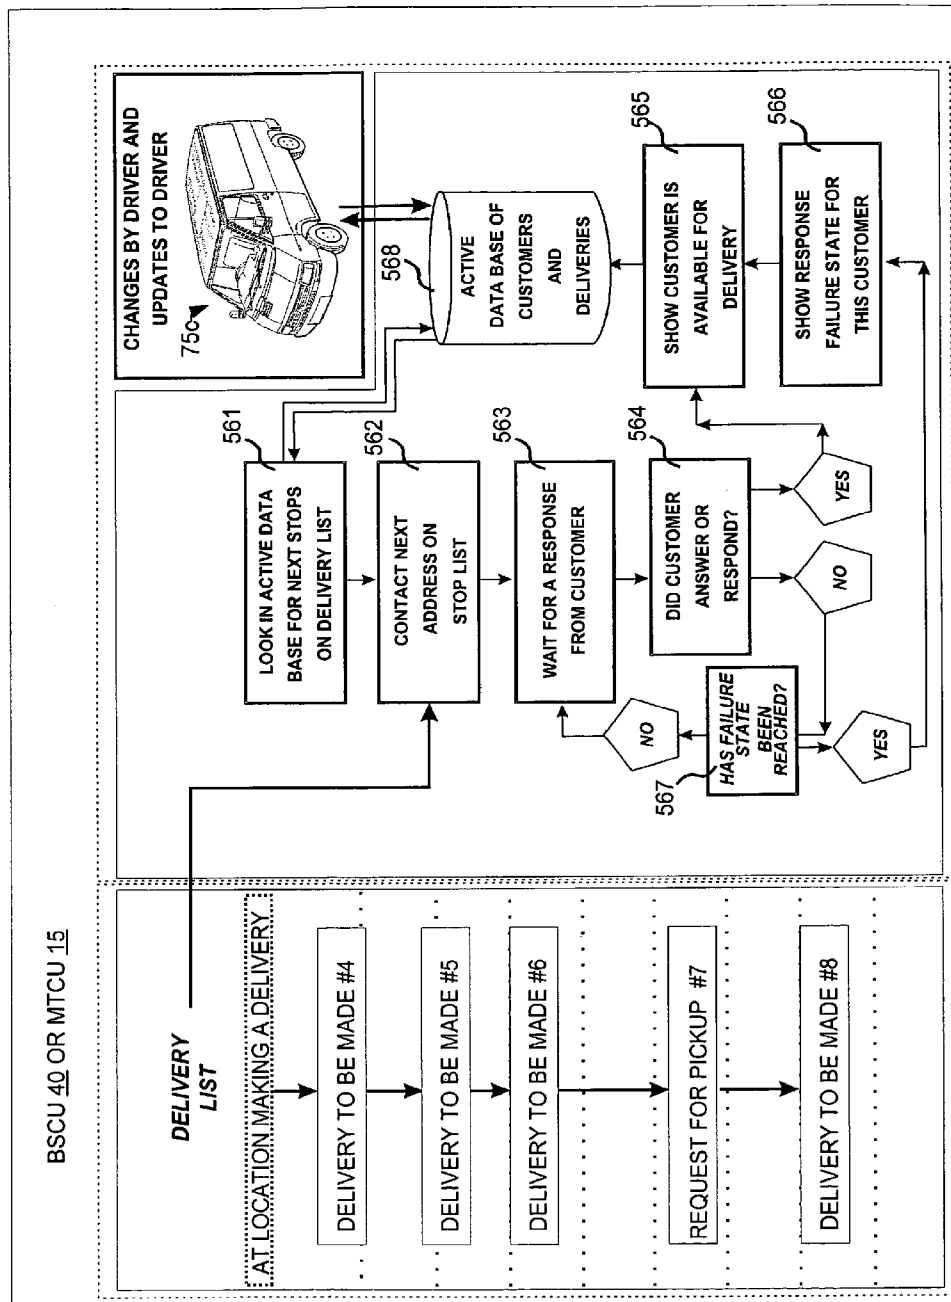 BSCU 40 OR MTCU 15
DELIVERY
LIST
AT LOCATION MAKING A DELIVERY
DELIVERY TO BE MADE #4
DELIVERY TO BE MADE #5
DELIVERY TO BE MADE #6
REQUEST FOR PICKUP #7
DELIVERY TO BE MADE #8
CHANGES BY DRIVER AND
UPDATES TO DRIVER
75c
561
LOOK IN ACTIVE DATA
BASE FOR NEXT STOPS
ON DELIVERY LIST
562
CONTACT NEXT
ADDRESS ON
STOP LIST
563
WAIT FOR A RESPONSE
FROM CUSTOMER
564
DID CUSTOMER
ANSWER OR
RESPOND?
YES
NO
567
HAS FAILURE
STATE
BEEN
REACHED?
NO
YES
568
ACTIVE
DATA BASE OF
CUSTOMERS
AND
DELIVERIES
565
SHOW CUSTOMER IS
AVAILABLE FOR
DELIVERY
566
SHOW RESPONSE
FAILURE STATE FOR
THIS CUSTOMER